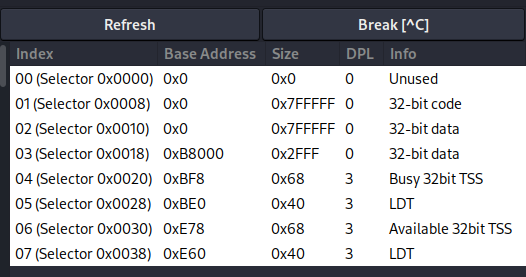 Refresh Break [^C]
Index Base Address Size DPL Info
00 (Selector 0x0000) 0x0 0x0 0 Unused
01 (Selector 0x0008) 0x0 0x7FFFFF 0 32-bit code
02 (Selector 0x0010) 0x0 0x7FFFFF 0 32-bit data
03 (Selector 0x0018) 0xB8000 0x2FFF 0 32-bit data
04 (Selector 0x0020) 0xBF8 0x68 3 Busy 32bit TSS
05 (Selector 0x0028) 0xBE0 0x40 3 LDT
06 (Selector 0x0030) 0xE78 0x68 3 Available 32bit TSS
07 (Selector 0x0038) 0xE60 0x40 3 LDT